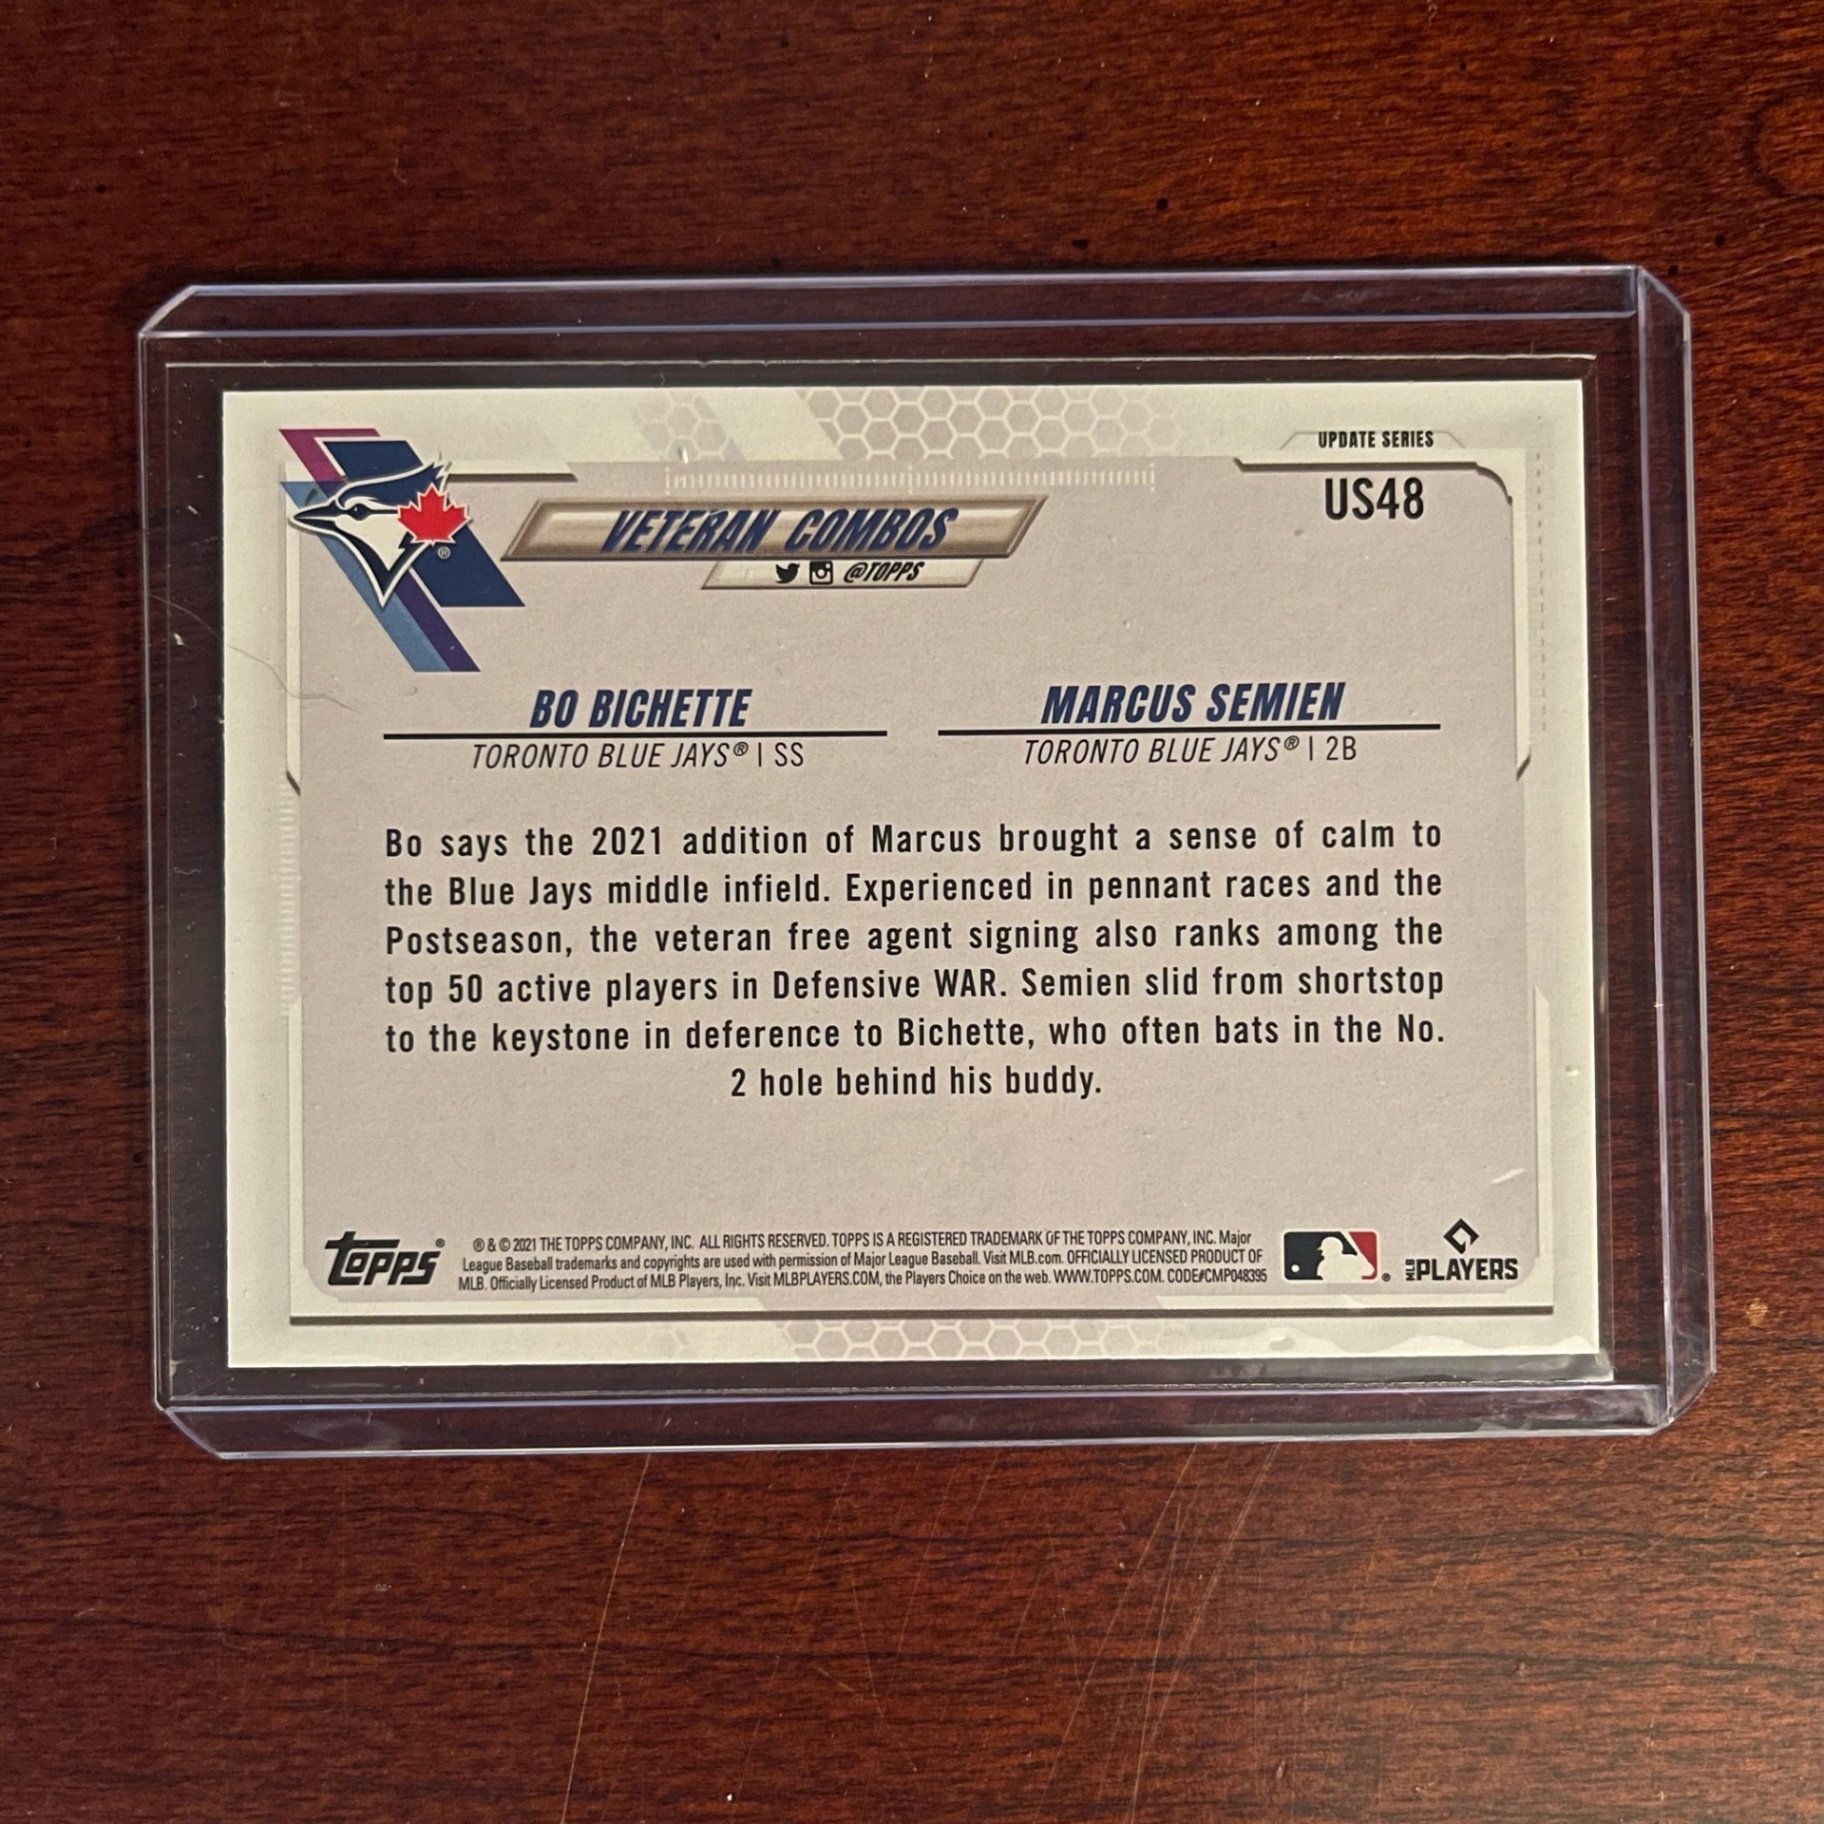 UPDATE SERIES
US48
VETERAN COMBOS
@TOPPS
BO BICHETTE
TORONTO BLUE JAYS® | SS
MARCUS SEMIEN
TORONTO BLUE JAYS® | 2B
Bo says the 2021 addition of Marcus brought a sense of calm to
the Blue Jays middle infield. Experienced in pennant races and the
Postseason, the veteran free agent signing also ranks among the
top 50 active players in Defensive WAR. Semien slid from shortstop
to the keystone in deference to Bichette, who often bats in the No.
2 hole behind his buddy.
Topps®
® & © 2021 THE TOPPS COMPANY, INC. ALL RIGHTS RESERVED. TOPPS IS A REGISTERED TRADEMARK OF THE TOPPS COMPANY, INC. Major
League Baseball trademarks and copyrights are used with permission of Major League Baseball. Visit MLB.com. OFFICIALLY LICENSED PRODUCT OF
MLB. Officially Licensed Product of MLB Players, Inc. Visit MLBPLAYERS.COM, the Players Choice on the web. WWW.TOPPS.COM. CODE#CMP048395
MLB PLAYERS